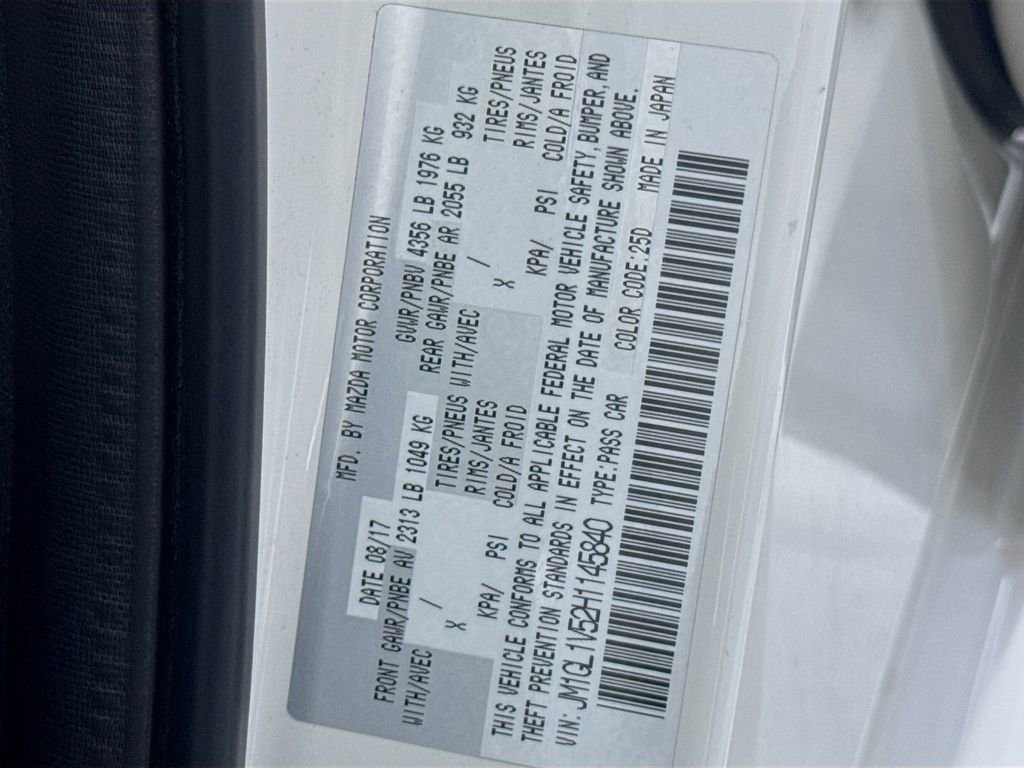 MFD. BY MAZDA MOTOR CORPORATION
DATE 08/17 GVWR/PNBV 4356 LB 1976 KG
FRONT GAWR/PNBE AV 2313 LB 1049 KG REAR GAWR/PNBE AR 2055 LB 932 KG
WITH/AVEC TIRES/PNEUS WITH/AVEC TIRES/PNEUS
X / RIMS/JANTES X / RIMS/JANTES
KPA/ PSI COLD/A FROID KPA/ PSI COLD/A FROID
THIS VEHICLE CONFORMS TO ALL APPLICABLE FEDERAL MOTOR VEHICLE SAFETY, BUMPER, AND
THEFT PREVENTION STANDARDS IN EFFECT ON THE DATE OF MANUFACTURE SHOWN ABOVE.
VIN: JM1GL1V52H1145840 TYPE:PASS CAR COLOR CODE:25D MADE IN JAPAN